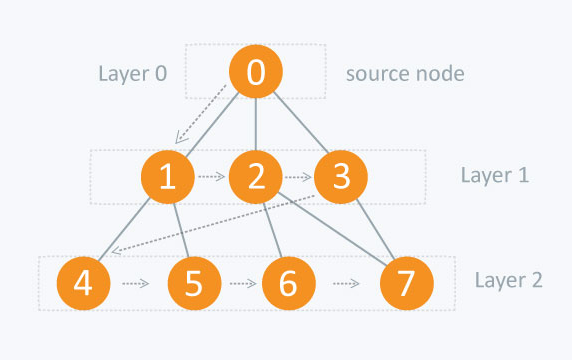 Layer 0 0 source node
1 2 3 Layer 1
4 5 6 7 Layer 2